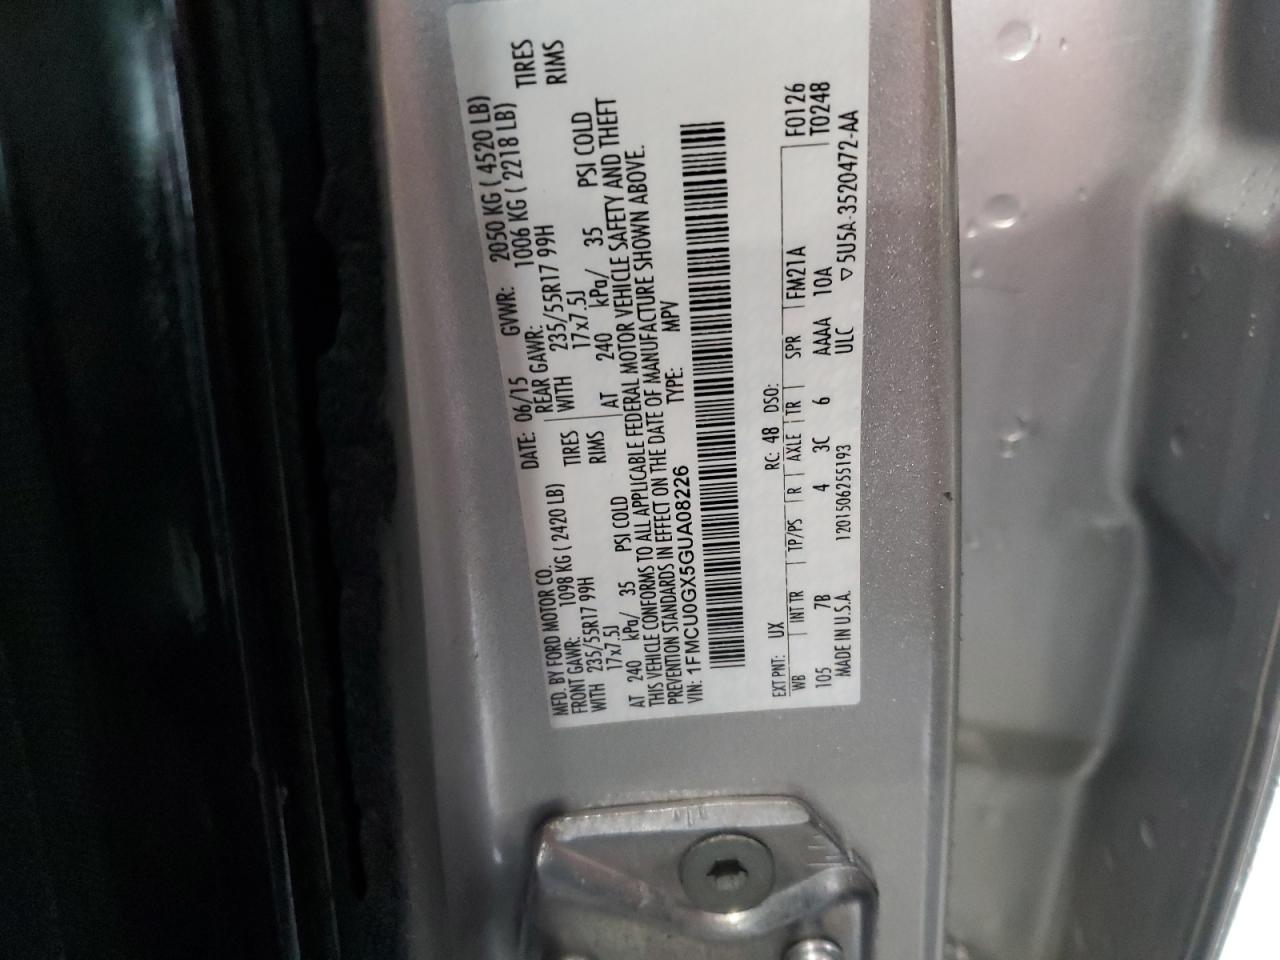 MFD. BY FORD MOTOR CO. DATE: 06/15 GVWR: 2050 KG ( 4520 LB)
FRONT GAWR: 1098 KG ( 2420 LB) REAR GAWR: 1006 KG ( 2218 LB)
WITH 235/55R17 99H TIRES WITH 235/55R17 99H TIRES
17x7.5J RIMS 17x7.5J RIMS
AT 240 kPa/ 35 PSI COLD AT 240 kPa/ 35 PSI COLD
THIS VEHICLE CONFORMS TO ALL APPLICABLE FEDERAL MOTOR VEHICLE SAFETY AND THEFT
PREVENTION STANDARDS IN EFFECT ON THE DATE OF MANUFACTURE SHOWN ABOVE.
VIN: 1FMCU0GX5GUA08226 TYPE: MPV
F0126
T0248
EXT PNT: UX RC: 48 DSO:
WB INT TR TP/PS R AXLE TR SPR FM21A
105 7B 4 3C 6 AAAA 10A
MADE IN U.S.A. 1201506255193 ULC ▽5U5A-3520472-AA